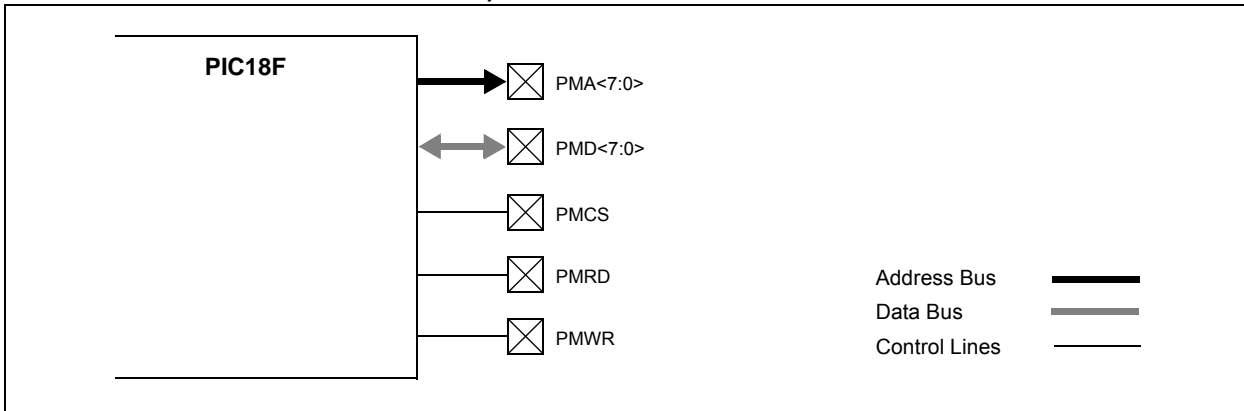 PIC18F
PMA<7:0>
PMD<7:0>
PMCS
PMRD
PMWR
Address Bus
Data Bus
Control Lines